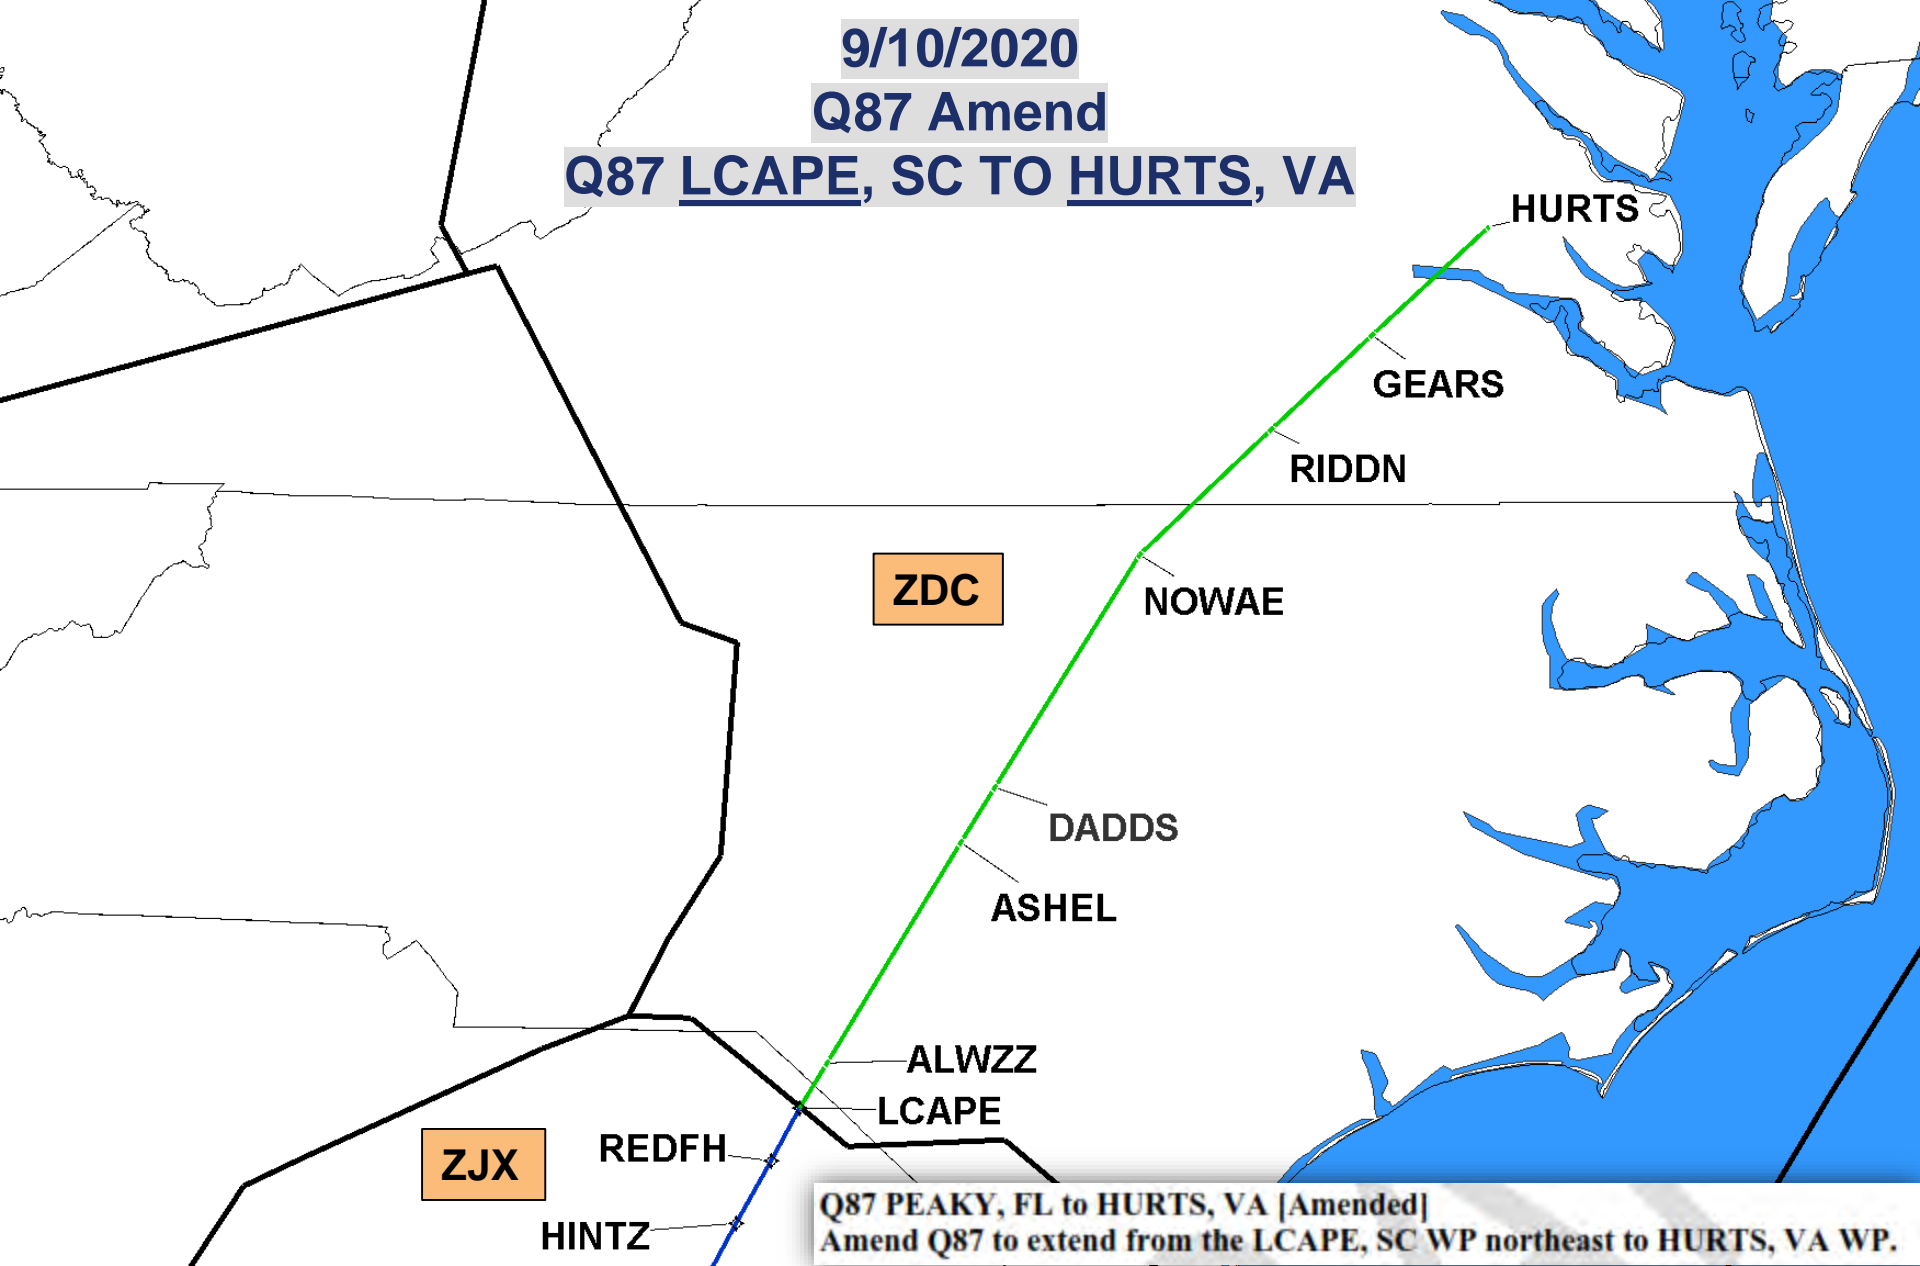 9/10/2020
Q87 Amend
Q87 LCAPE, SC TO HURTS, VA
HURTS
GEARS
RIDDN
ZDC
NOWAE
DADDS
ASHEL
ALWZZ
LCAPE
REDFH
ZJX
HINTZ
Q87 PEAKY, FL to HURTS, VA [Amended]
Amend Q87 to extend from the LCAPE, SC WP northeast to HURTS, VA WP.